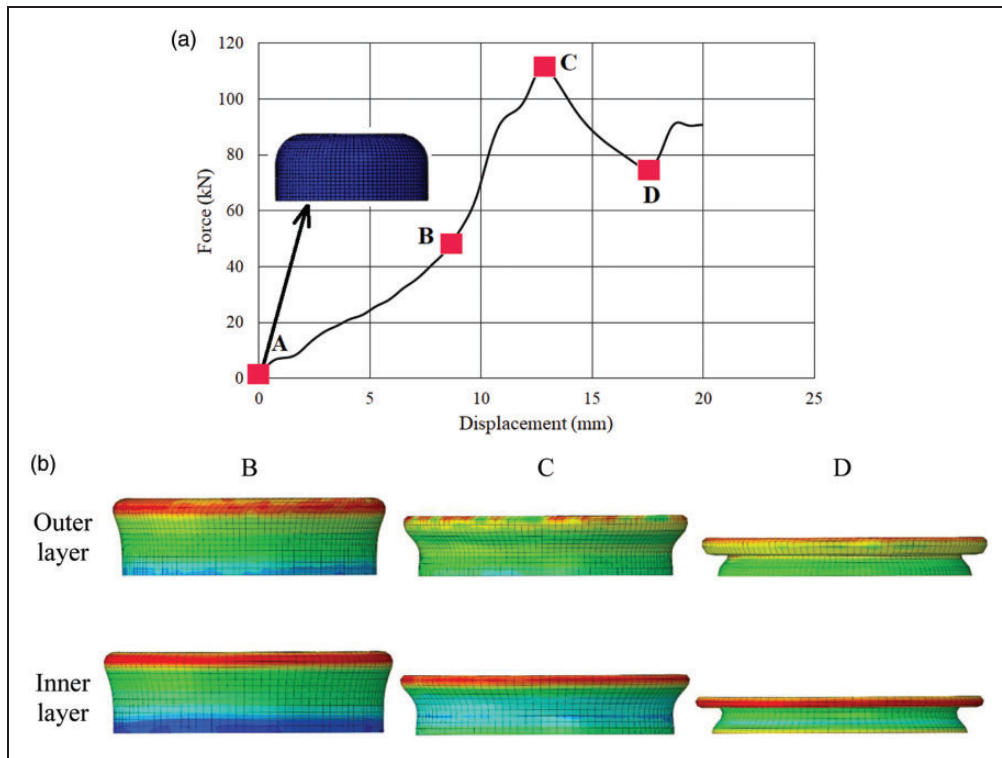 (a)
120
100
80
60
40
20
0
Force (kN)
A
B
C
D
0 5 10 15 20 25
Displacement (mm)
(b)
B C D
Outer
layer
Inner
layer